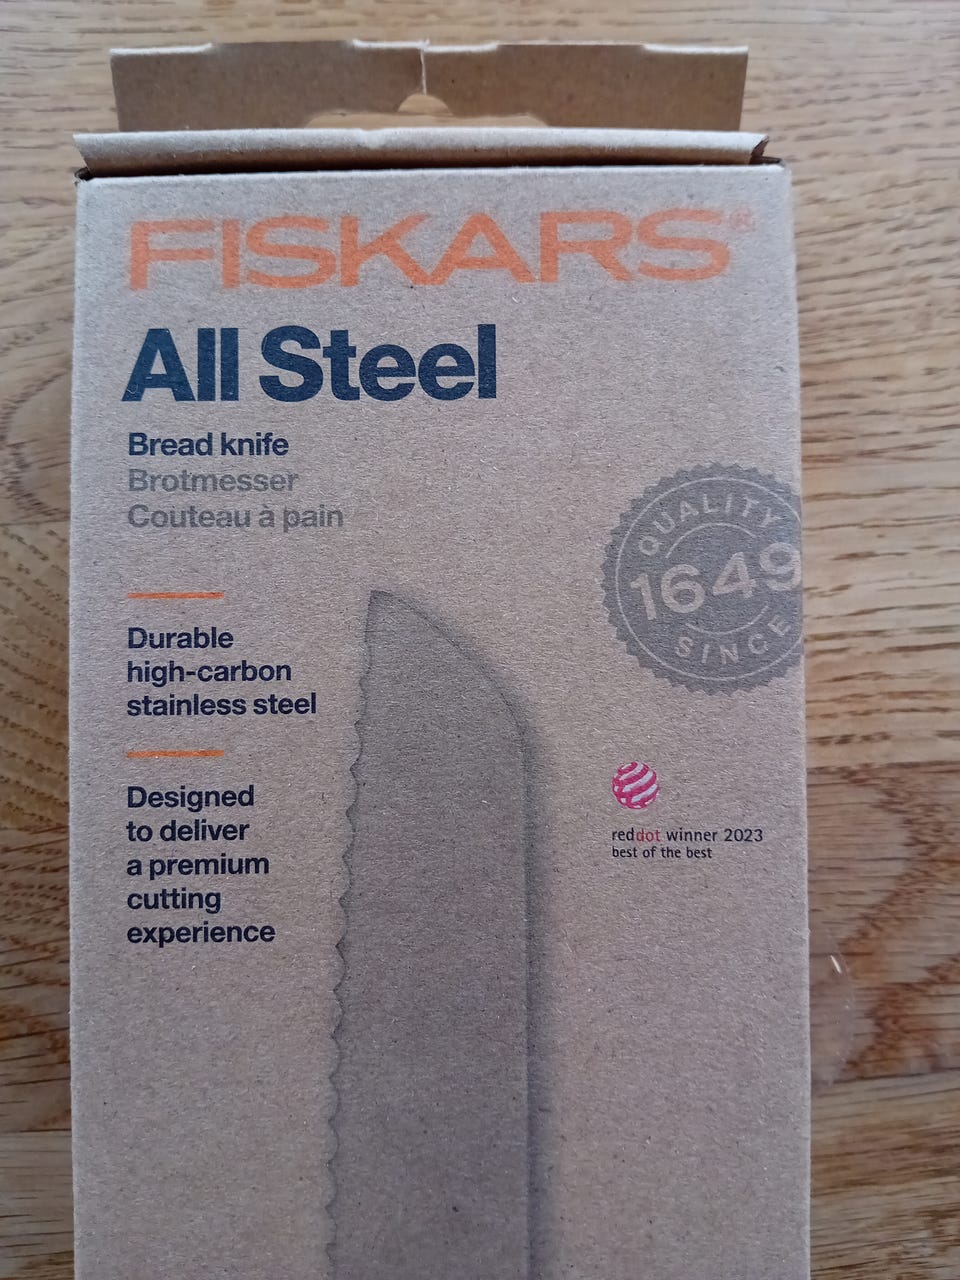 FISKARS®
All Steel
Bread knife
Brotmesser
Couteau à pain
QUALITY
1649
SINCE
Durable
high-carbon
stainless steel
Designed
to deliver
a premium
cutting
experience
reddot winner 2023
best of the best